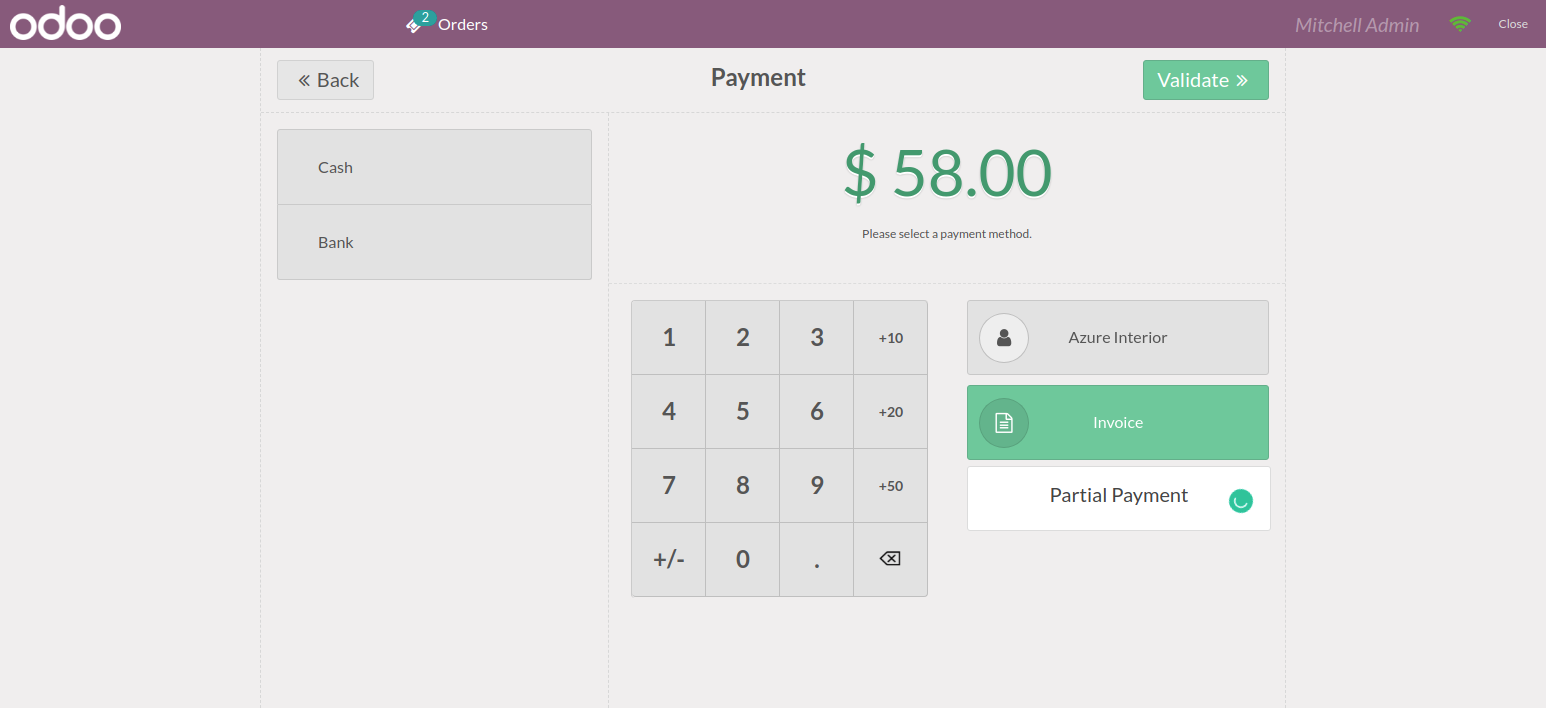 odoo
2
Orders
Mitchell Admin
Close
Back
Payment
Validate
Cash
Bank
$ 58.00
Please select a payment method.
1 2 3 +10
4 5 6 +20
7 8 9 +50
+/- 0 .
Azure Interior
Invoice
Partial Payment